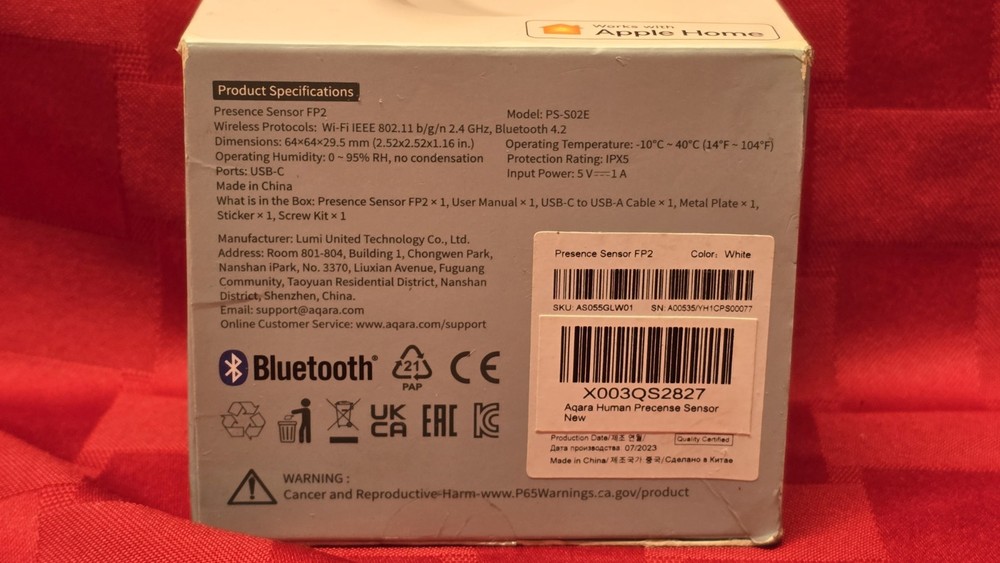 Works with
Apple Home
Product Specifications
Presence Sensor FP2
Model: PS-S02E
Wireless Protocols: Wi-Fi IEEE 802.11 b/g/n 2.4 GHz, Bluetooth 4.2
Dimensions: 64×64×29.5 mm (2.52x2.52x1.16 in.)
Operating Temperature: -10°C ~ 40°C (14°F ~ 104°F)
Operating Humidity: 0 ~ 95% RH, no condensation
Protection Rating: IPX5
Ports: USB-C
Input Power: 5 V⎓1 A
Made in China
What is in the Box: Presence Sensor FP2 × 1, User Manual × 1, USB-C to USB-A Cable × 1, Metal Plate × 1,
Sticker × 1, Screw Kit × 1
Manufacturer: Lumi United Technology Co., Ltd.
Address: Room 801-804, Building 1, Chongwen Park,
Nanshan iPark, No. 3370, Liuxian Avenue, Fuguang
Community, Taoyuan Residential District, Nanshan
District, Shenzhen, China.
Email: support@aqara.com
Online Customer Service: www.aqara.com/support
Bluetooth®
21
PAP
CE
UK
CA
EAC
WARNING :
Cancer and Reproductive Harm-www.P65Warnings.ca.gov/product
Presence Sensor FP2 Color: White
SKU: AS055GLW01 SN: A00535/YH1CPS00077
X003QS2827
Aqara Human Precense Sensor
New
Production Date/제조 연월/
Дата производства 07/2023
Quality Certified
Made in China/제조국가 중국/Сделано в Китае